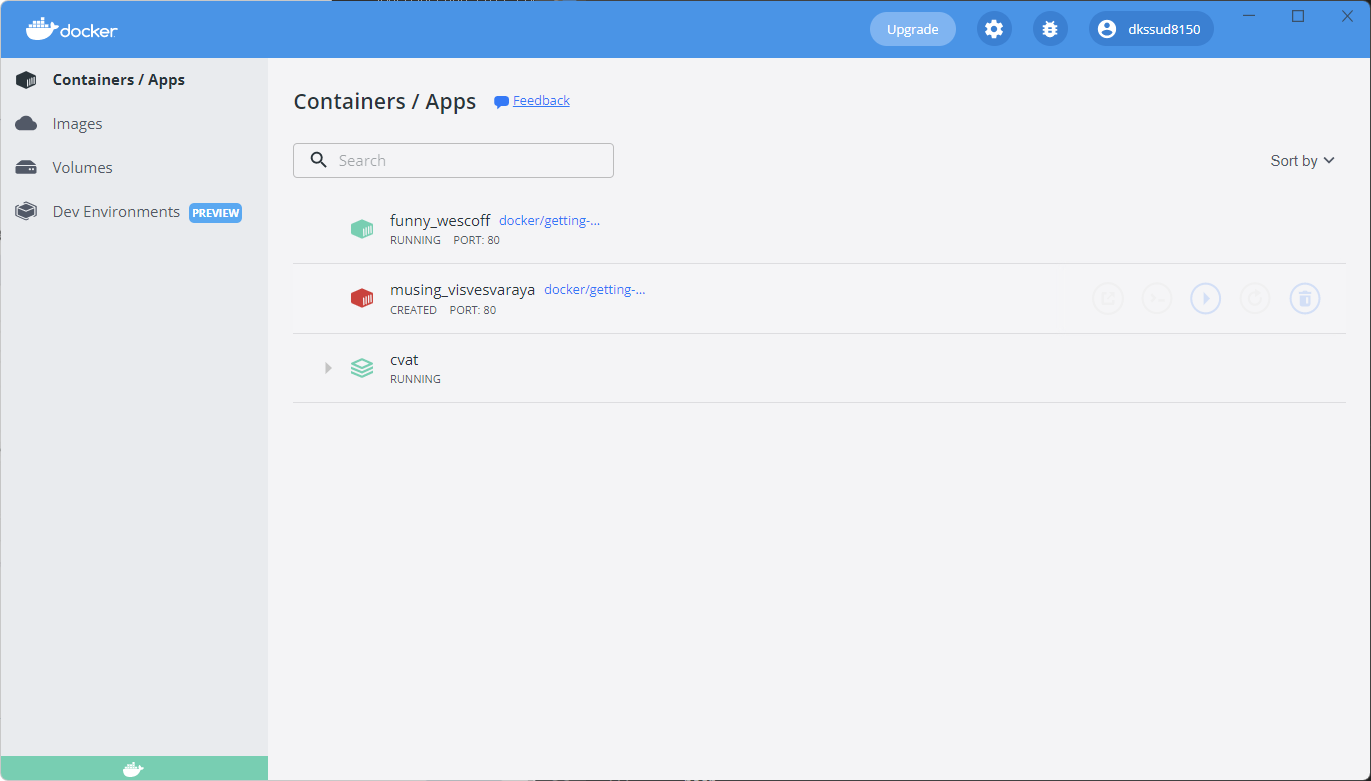 docker
Upgrade
dkssud8150
Containers / Apps
Images
Volumes
Dev Environments PREVIEW
Containers / Apps Feedback
Search
Sort by
funny_wescoff docker/getting-...
RUNNING PORT: 80
musing_visvesvaraya docker/getting-...
CREATED PORT: 80
cvat
RUNNING